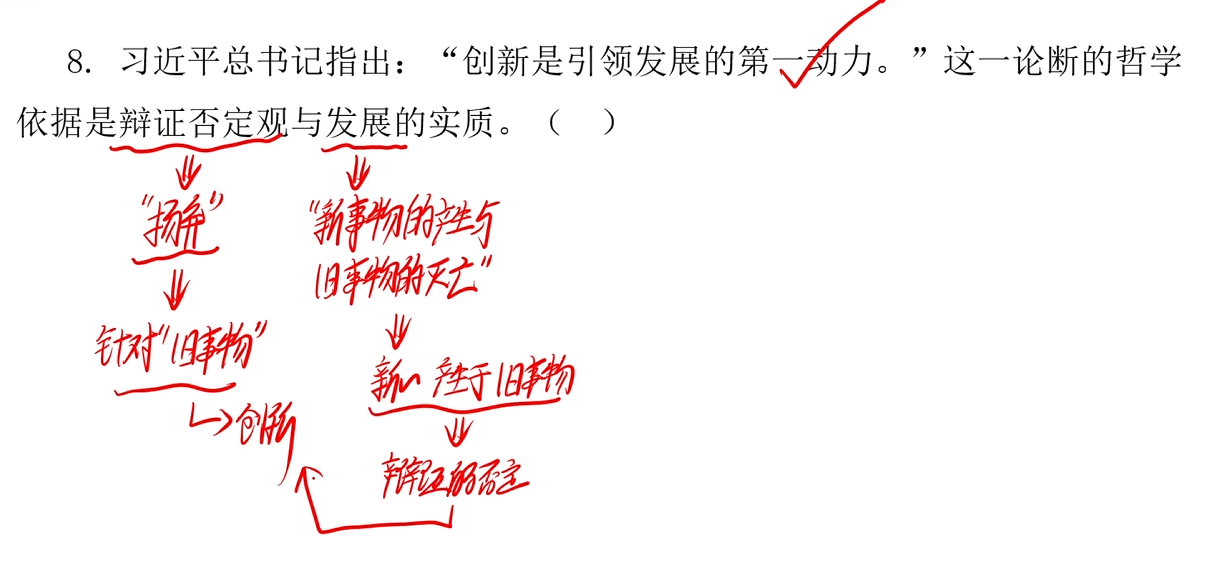 8. 习近平总书记指出：“创新是引领发展的第一动力。”这一论断的哲学
依据是辩证否定观与发展的实质。（ ）
“扬弃”
针对“旧事物”
创新
“新事物的产生与
旧事物的灭亡”
新 产生于旧事物
辩证的否定